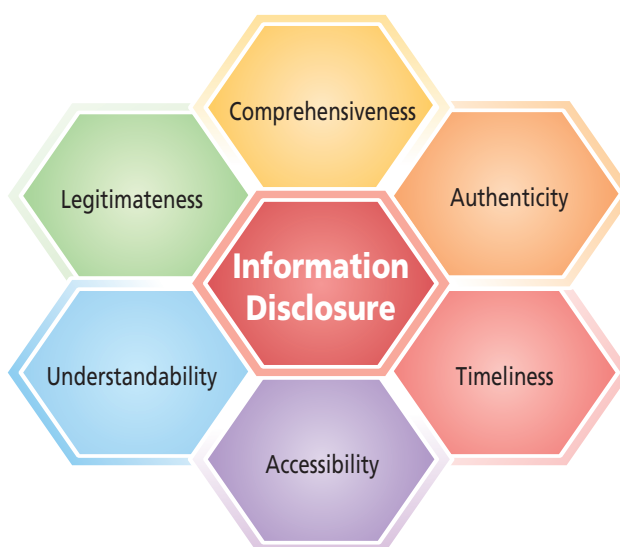 Comprehensiveness
Legitimateness
Authenticity
Information
Disclosure
Understandability
Timeliness
Accessibility